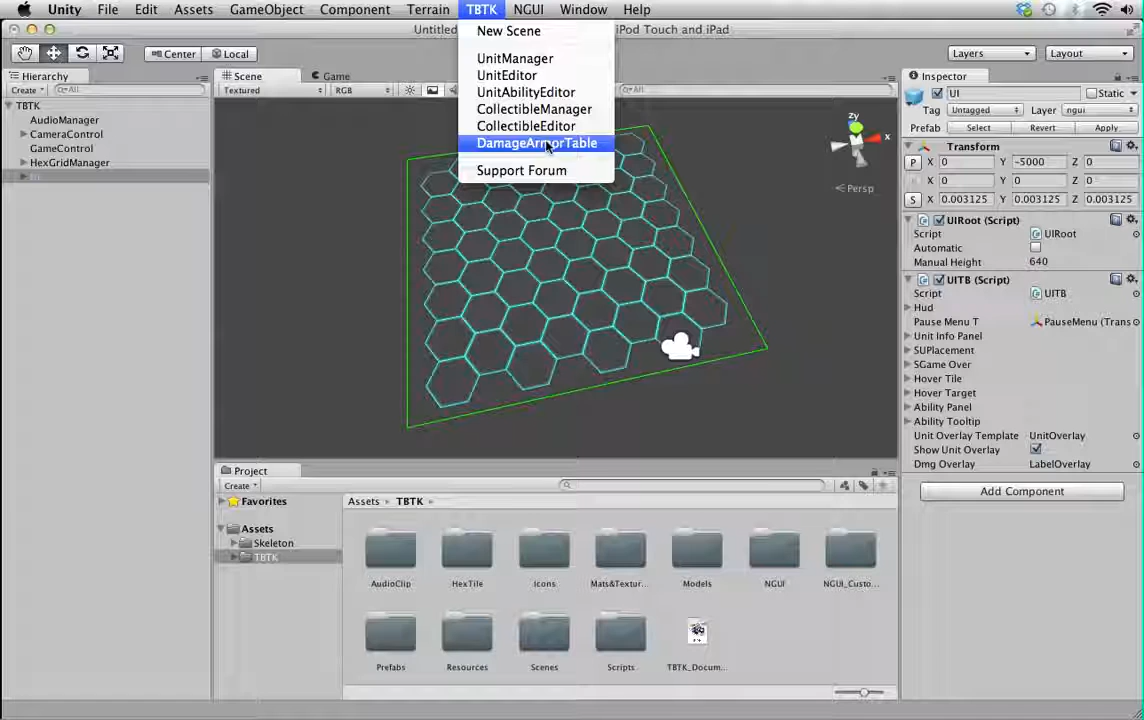 Unity File Edit Assets GameObject Component Terrain TBTK NGUI Window Help
Untitled
iPod Touch and iPad
New Scene
UnitManager
UnitEditor
UnitAbilityEditor
CollectibleManager
CollectibleEditor
DamageArmorTable
Support Forum
Center Local
Layers Layout
Hierarchy
Create All
TBTK
AudioManager
CameraControl
GameControl
HexGridManager
Scene Game
Textured RGB All
zy
x
Persp
Inspector
UI Static
Tag Untagged Layer ngui
Prefab Select Revert Apply
Transform
P X 0 Y -5000 Z 0
X 0 Y 0 Z 0
S X 0.003125 Y 0.003125 Z 0.003125
UIRoot (Script)
Script UIRoot
Automatic
Manual Height 640
UITB (Script)
Script UITB
Hud
Pause Menu T PauseMenu (Trans
Unit Info Panel
SUPlacement
SGame Over
Hover Tile
Hover Target
Ability Panel
Ability Tooltip
Unit Overlay Template UnitOverlay
Show Unit Overlay
Dmg Overlay LabelOverlay
Add Component
Project
Create
Favorites
Assets
Skeleton
TBTK
Assets TBTK
AudioClip HexTile Icons Mats&Textur... Models NGUI NGUI_Custo...
Prefabs Resources Scenes Scripts TBTK_Docum...